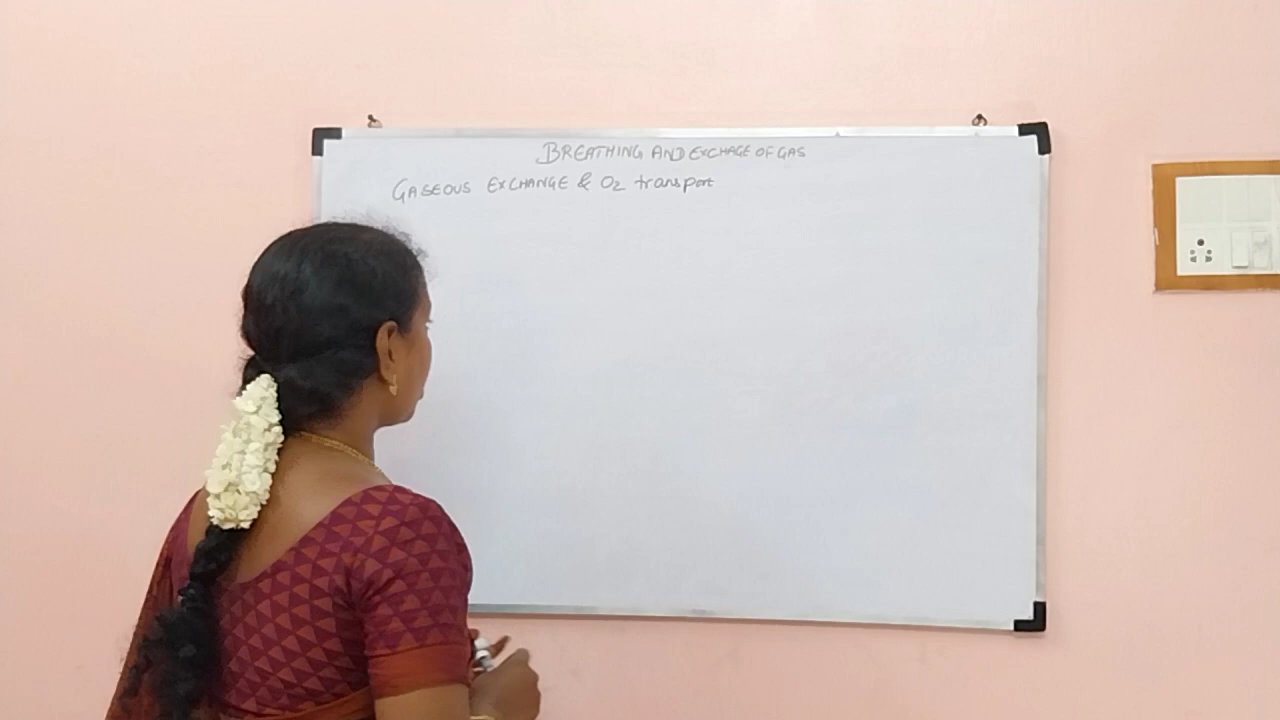 BREATHING AND EXCHAGE OF GAS
GASEOUS EXCHANGE & O2 transport